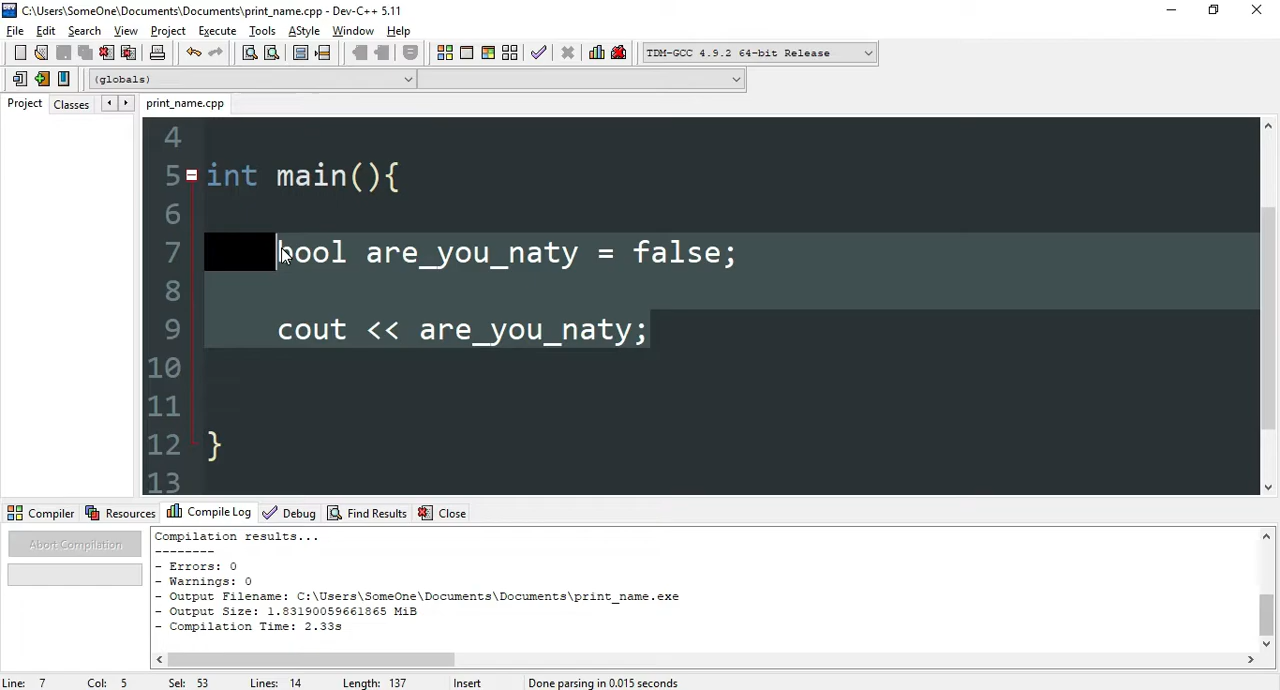 C:\Users\SomeOne\Documents\Documents\print_name.cpp - Dev-C++ 5.11
File Edit Search View Project Execute Tools AStyle Window Help
TDM-GCC 4.9.2 64-bit Release
(globals)
Project Classes print_name.cpp
4
5 int main(){
6
7 bool are_you_naty = false;
8
9 cout << are_you_naty;
10
11
12 }
13
Compiler Resources Compile Log Debug Find Results Close
Abort Compilation
Compilation results...
--------
- Errors: 0
- Warnings: 0
- Output Filename: C:\Users\SomeOne\Documents\Documents\print_name.exe
- Output Size: 1.83190059661865 MiB
- Compilation Time: 2.33s
Line: 7 Col: 5 Sel: 53 Lines: 14 Length: 137 Insert Done parsing in 0.015 seconds